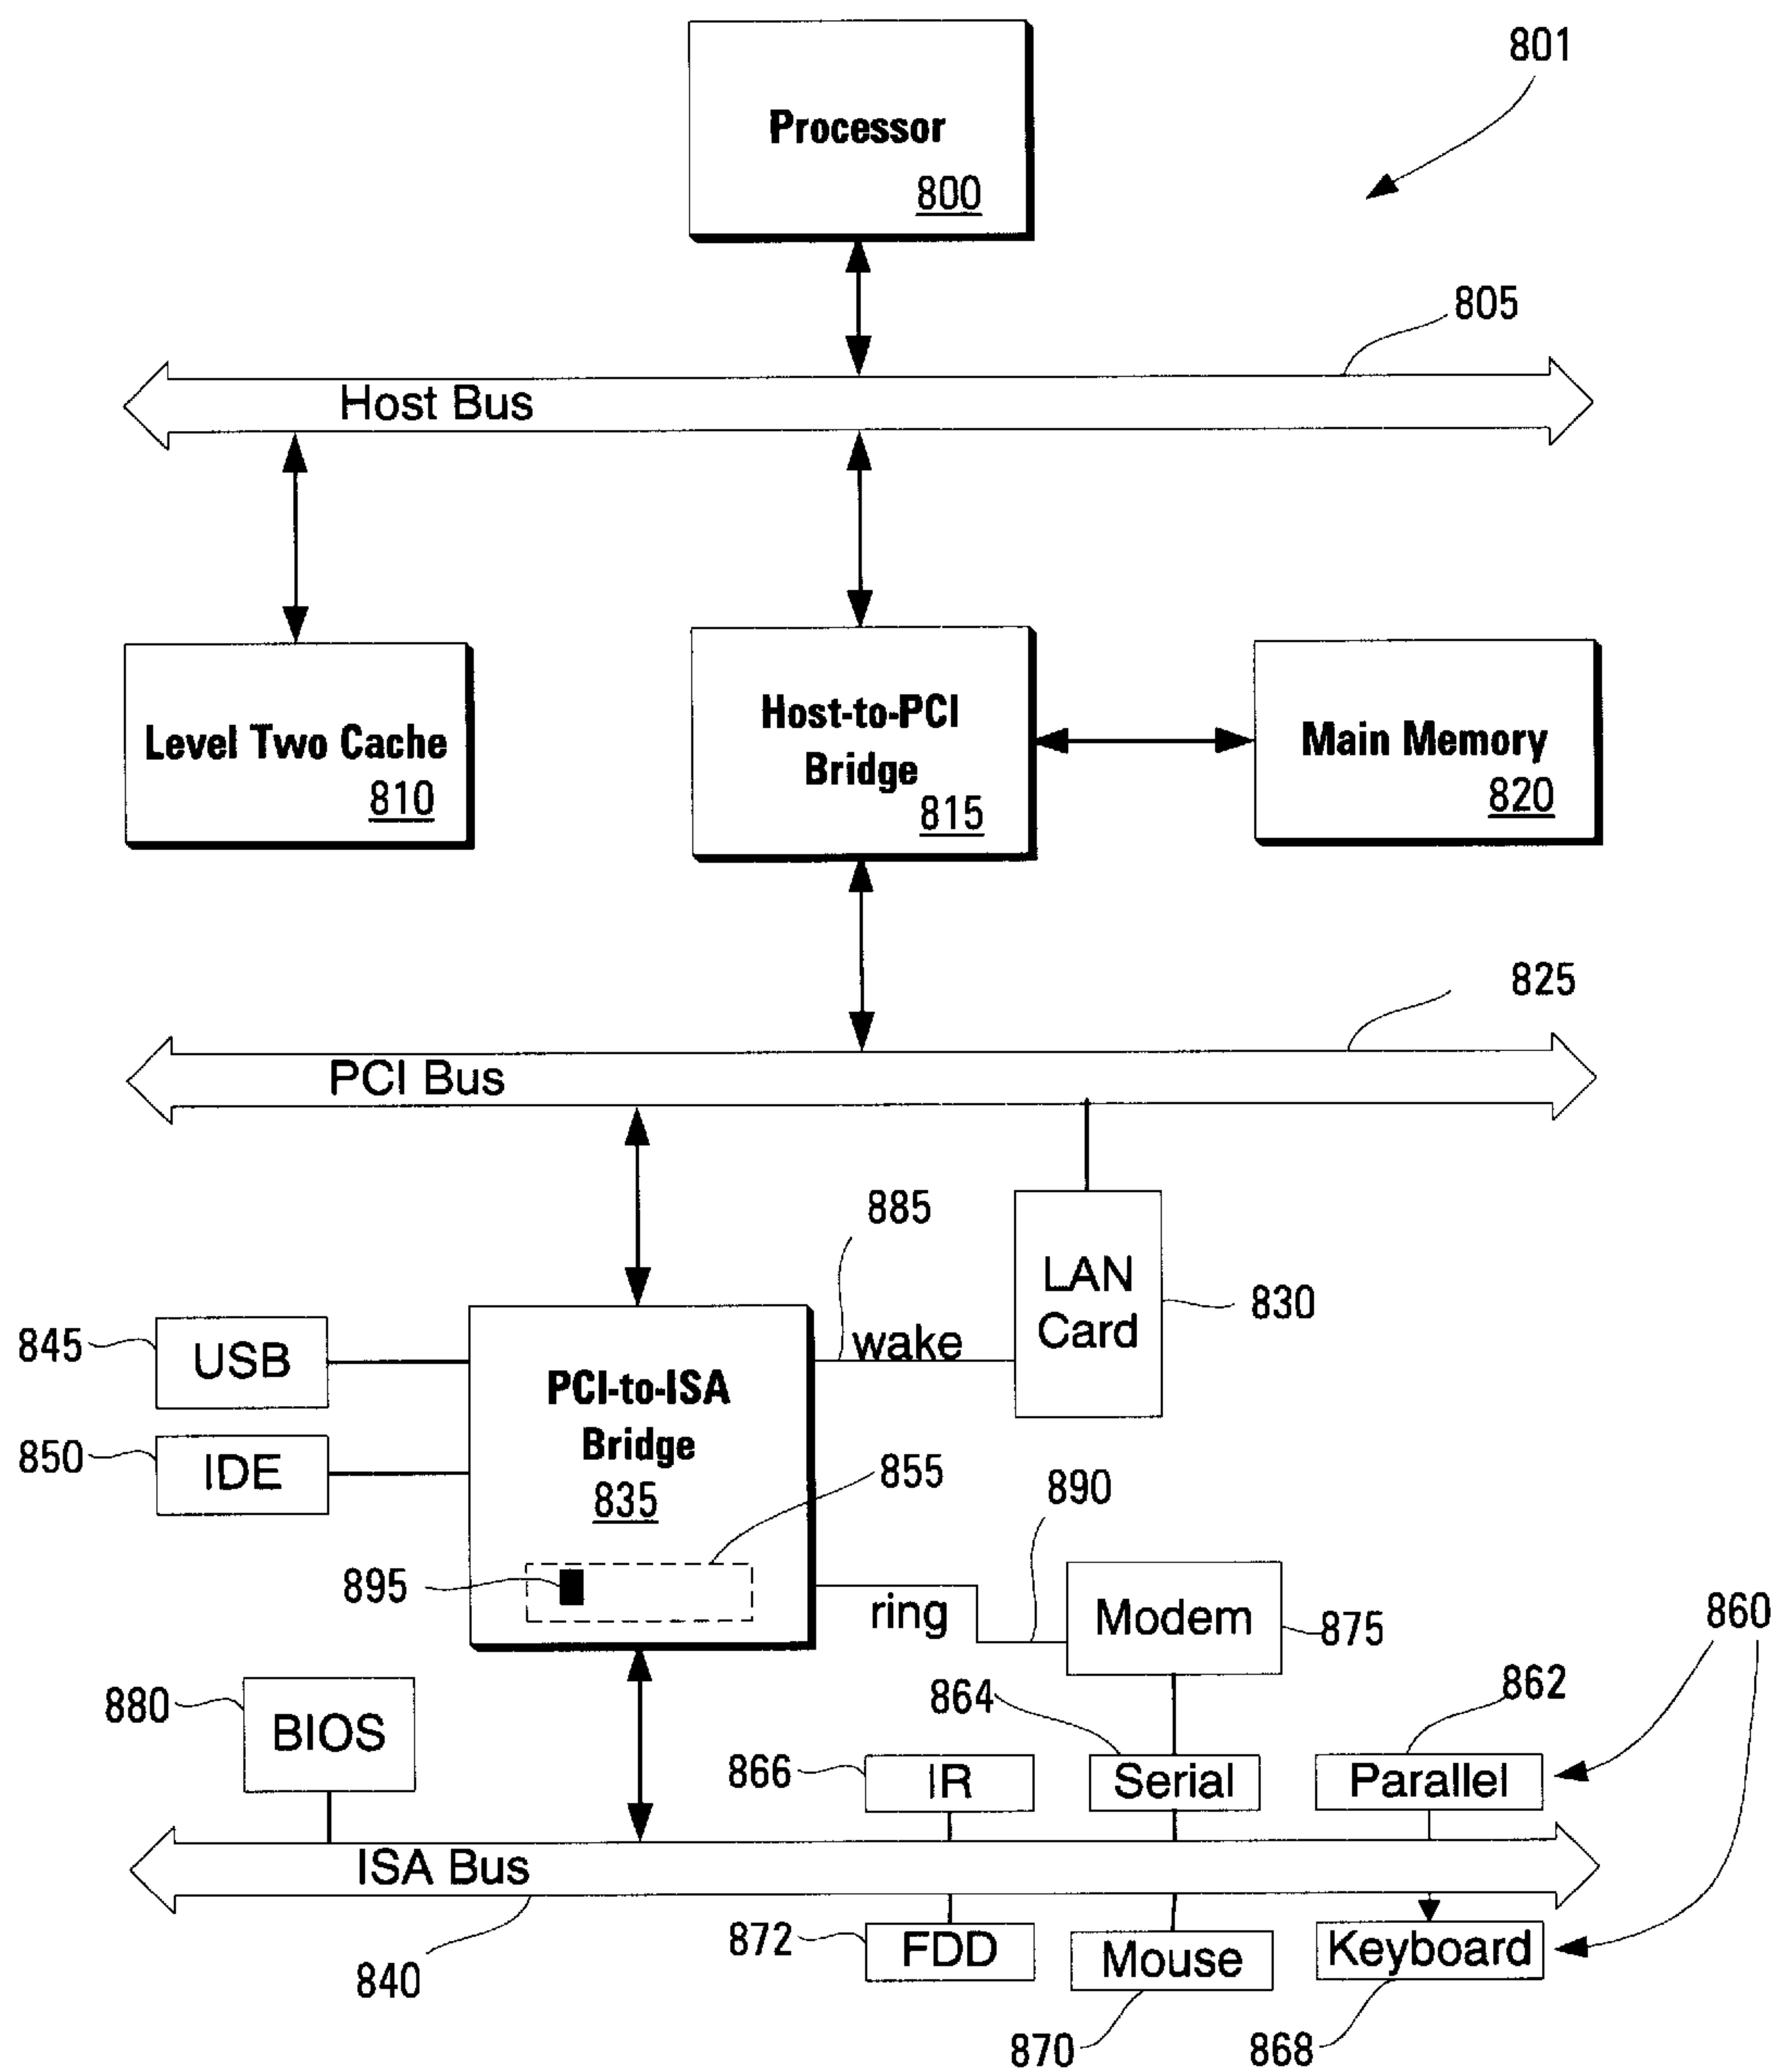 801
Processor
800
805
Host Bus
Level Two Cache
810
Host-to-PCI
Bridge
815
Main Memory
820
825
PCI Bus
885
LAN
Card
830
845
USB
wake
PCI-to-ISA
Bridge
835
850
IDE
855
890
895
ring
Modem
875
860
880
BIOS
864
862
866
IR
Serial
Parallel
ISA Bus
872
FDD
Mouse
Keyboard
840
870
868